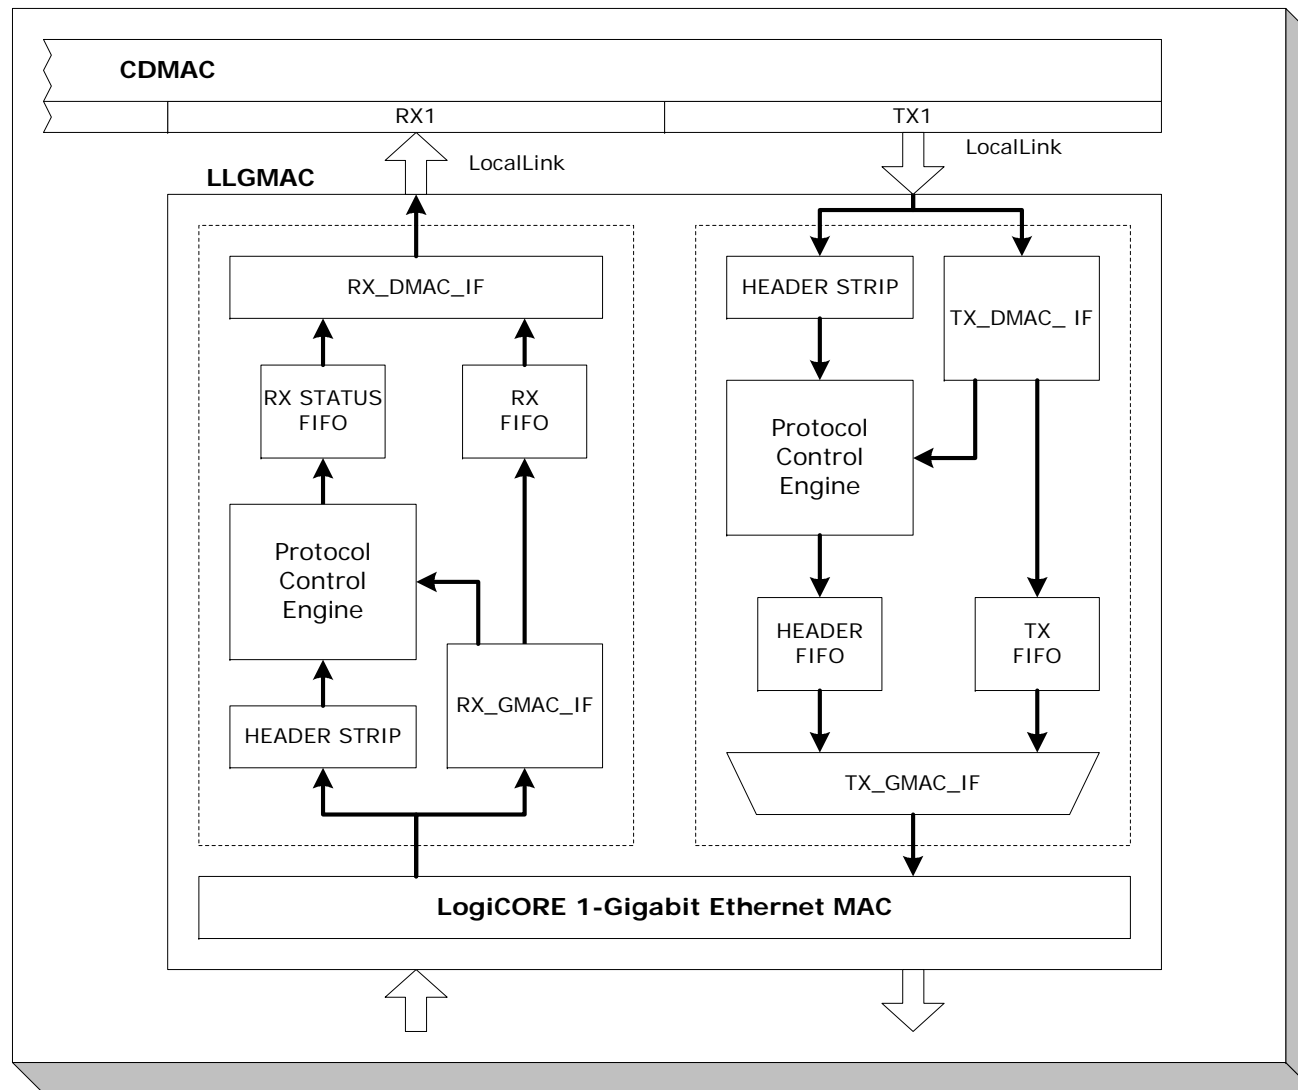 CDMAC
RX1
TX1
LocalLink
LocalLink
LLGMAC
RX_DMAC_IF
RX STATUS
FIFO
RX
FIFO
Protocol
Control
Engine
RX_GMAC_IF
HEADER STRIP
HEADER STRIP
TX_DMAC_ IF
Protocol
Control
Engine
HEADER
FIFO
TX
FIFO
TX_GMAC_IF
LogiCORE 1-Gigabit Ethernet MAC